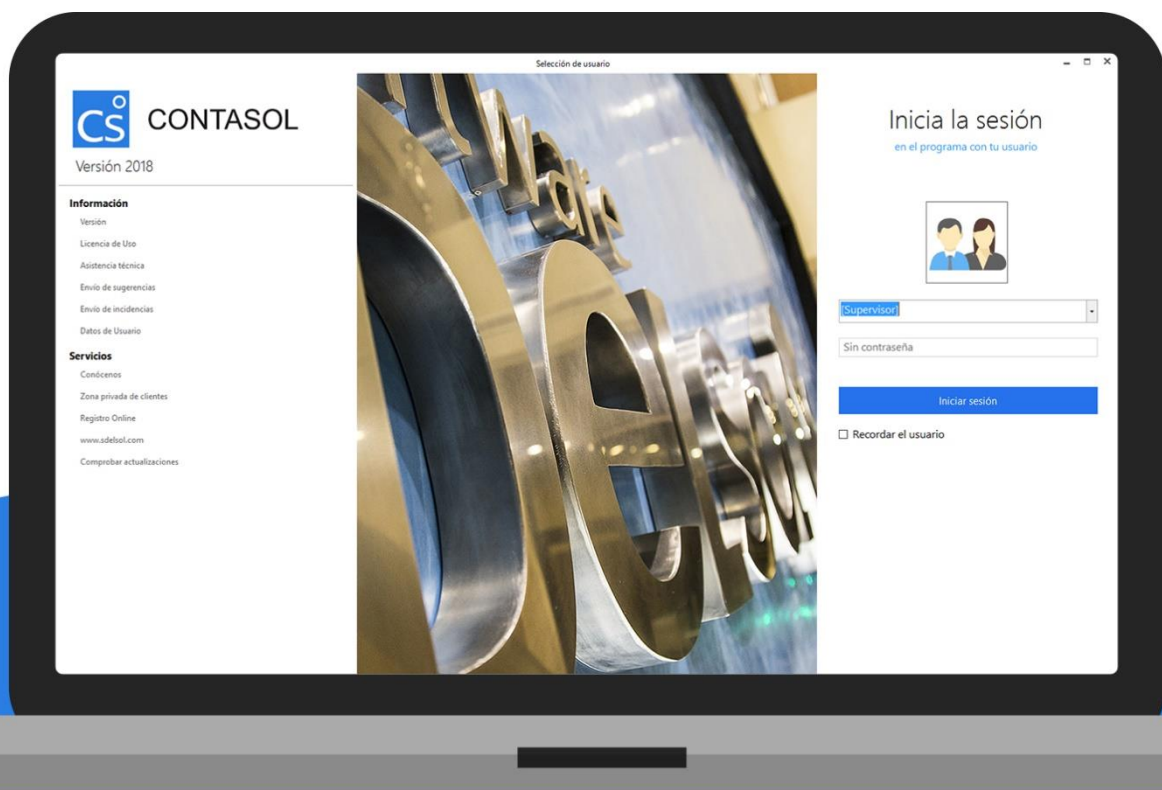 Selección de usuario
CS
CONTASOL
Versión 2018
Información
Versión
Licencia de Uso
Asistencia técnica
Envío de sugerencias
Envío de incidencias
Datos de Usuario
Servicios
Conócenos
Zona privada de clientes
Registro Online
www.sdelsol.com
Comprobar actualizaciones
Software
DELSOL
Inicia la sesión
en el programa con tu usuario
[Supervisor]
Sin contraseña
Iniciar sesión
Recordar el usuario